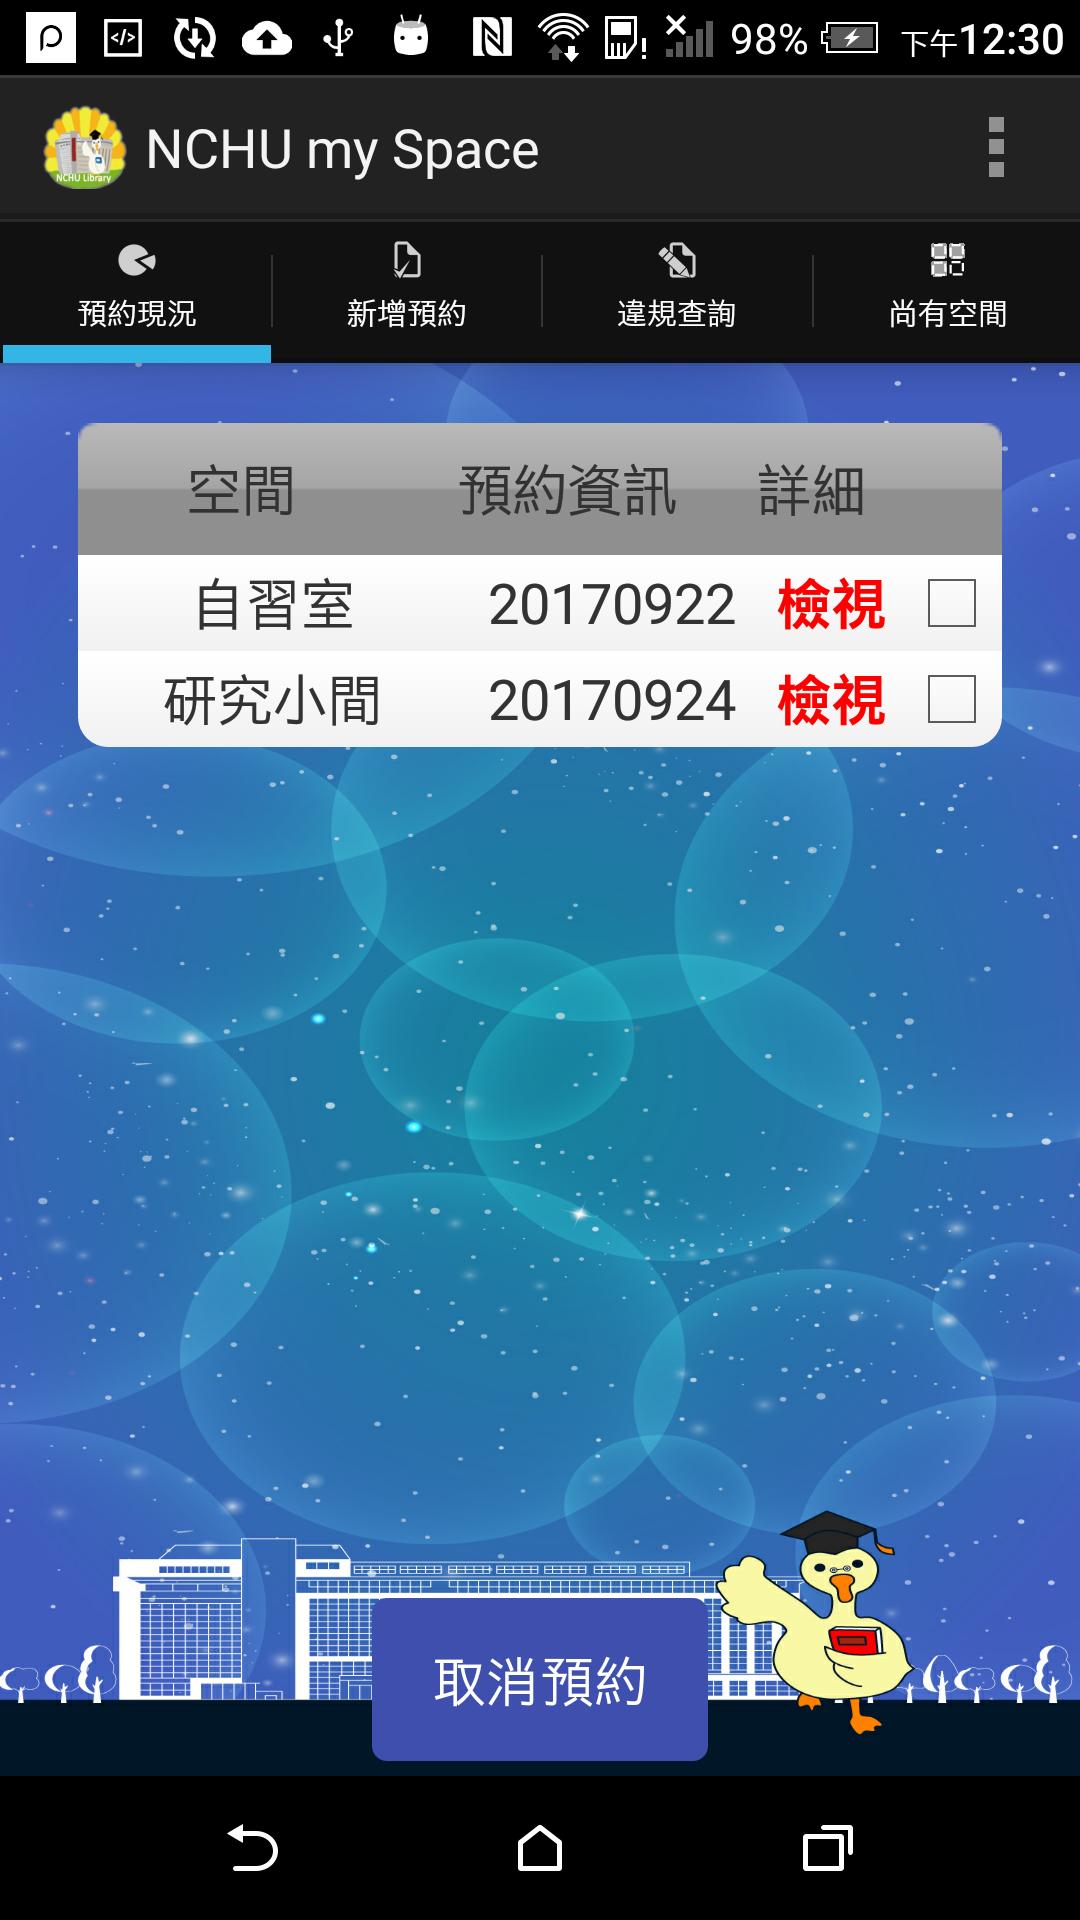 98% 下午12:30
NCHU Library
NCHU my Space
預約現況 新增預約 違規查詢 尚有空間
空間 預約資訊 詳細
自習室 20170922 檢視
研究小間 20170924 檢視
取消預約